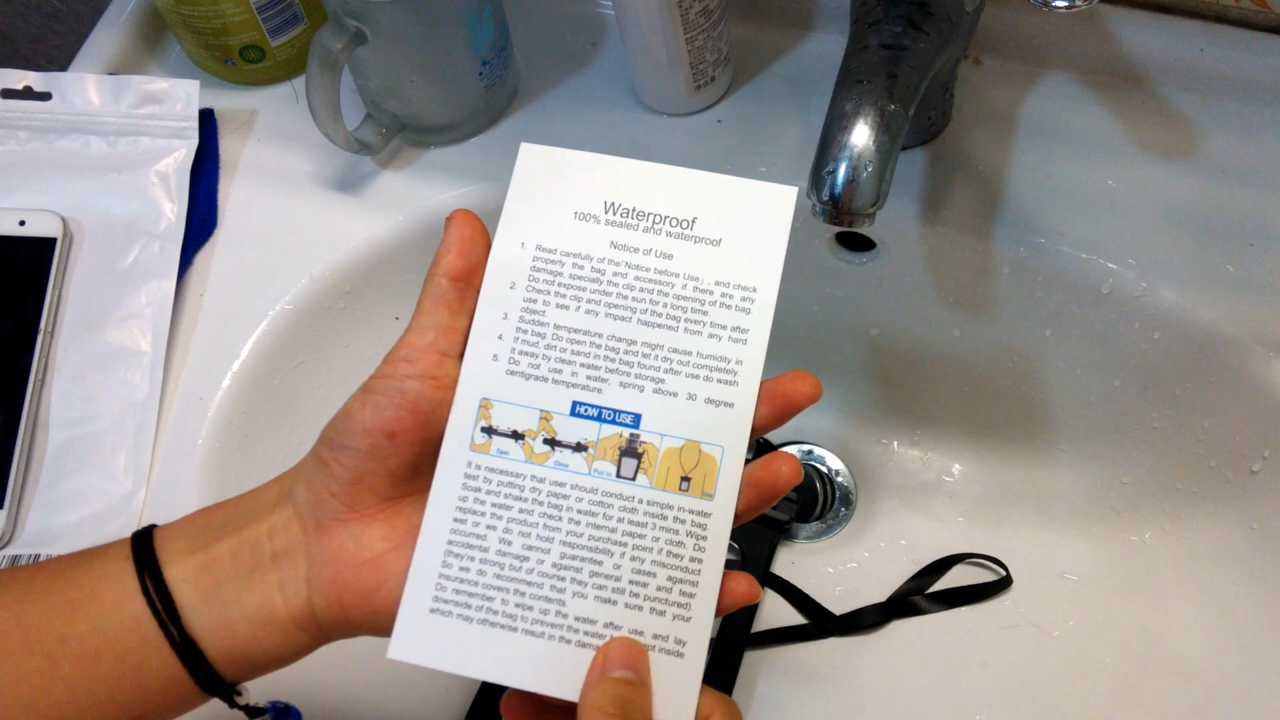 Waterproof
100% sealed and waterproof
Notice of Use
1. Read carefully of the「Notice before Use」, and check
properly the bag and accessory if there are any
damage, specially the clip and the opening of the bag.
Do not expose under the sun for a long time.
2. Check the clip and opening of the bag every time after
use to see if any impact happened from any hard
object.
3. Sudden temperature change might cause humidity in
the bag. Do open the bag and let it dry out completely.
4. If mud, dirt or sand in the bag found after use do wash
it away by clean water before storage.
5. Do not use in water, spring above 30 degree
centigrade temperature.
HOW TO USE:
Open Close Put in Use
It is necessary that user should conduct a simple in-water
test by putting dry paper or cotton cloth inside the bag.
Soak and shake the bag in water for at least 3 mins. Wipe
up the water and check the internal paper or cloth. Do
replace the product from your purchase point if they are
wet or we do not hold responsibility if any misconduct
occurred. We cannot guarantee or cases against
accidental damage or against general wear and tear
(they're strong but of course they can still be punctured).
So we do recommend that you make sure that your
insurance covers the contents.
Do remember to wipe up the water after use, and lay
downside of the bag to prevent the water inside
which may otherwise result in the